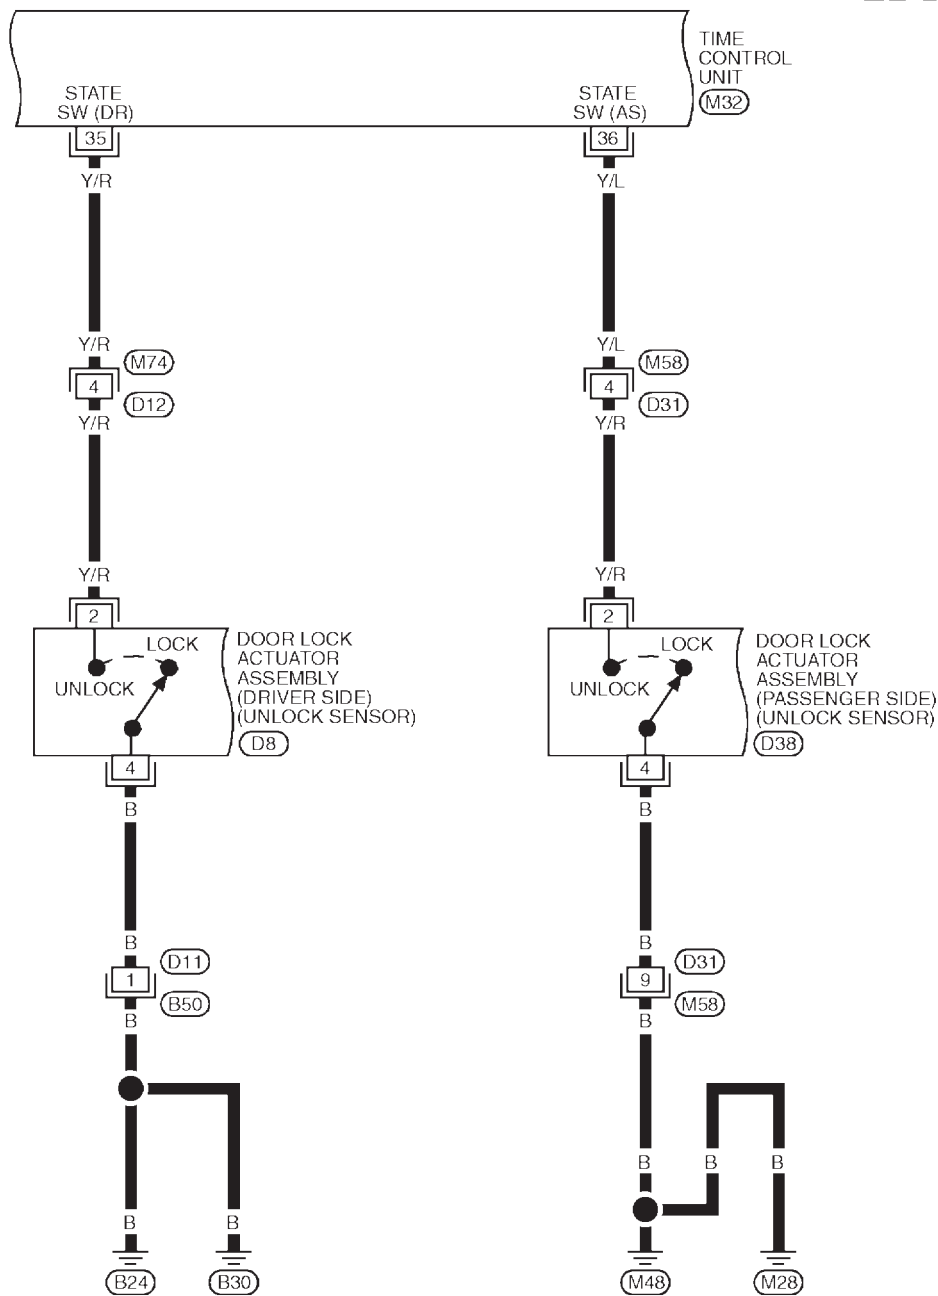 TIME
CONTROL
UNIT
M32
STATE
SW (DR)
STATE
SW (AS)
35
36
Y/R
Y/L
Y/R
Y/L
M74
M58
4
4
D12
D31
Y/R
Y/R
Y/R
Y/R
2
2
LOCK
UNLOCK
DOOR LOCK
ACTUATOR
ASSEMBLY
(DRIVER SIDE)
(UNLOCK SENSOR)
D8
LOCK
UNLOCK
DOOR LOCK
ACTUATOR
ASSEMBLY
(PASSENGER SIDE)
(UNLOCK SENSOR)
D38
4
4
B
B
B
B
D11
D31
1
9
B50
M58
B
B
B
B
B
B
B
B24
B30
M48
M28